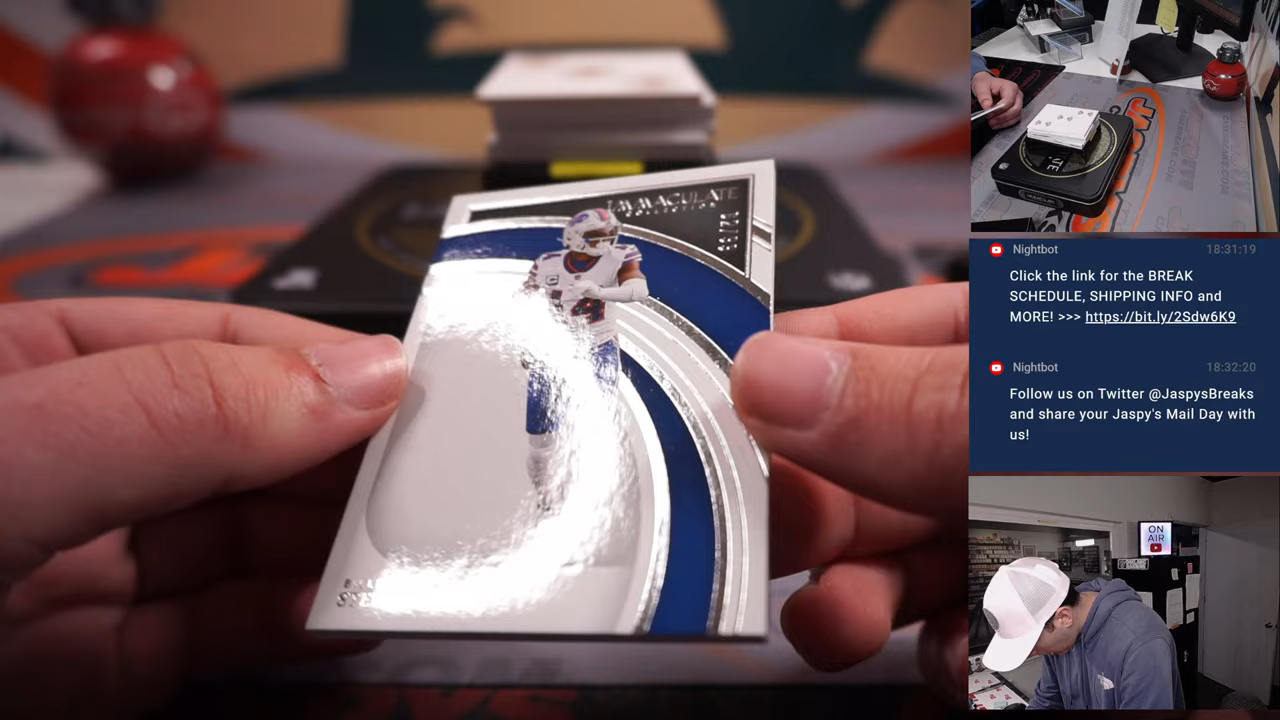 IMMACULATE
COLLECTION
14
Nightbot 18:31:19
Click the link for the BREAK
SCHEDULE, SHIPPING INFO and
MORE! >>> https://bit.ly/2Sdw6K9
Nightbot 18:32:20
Follow us on Twitter @JaspysBreaks
and share your Jaspy's Mail Day with
us!
ON
AIR